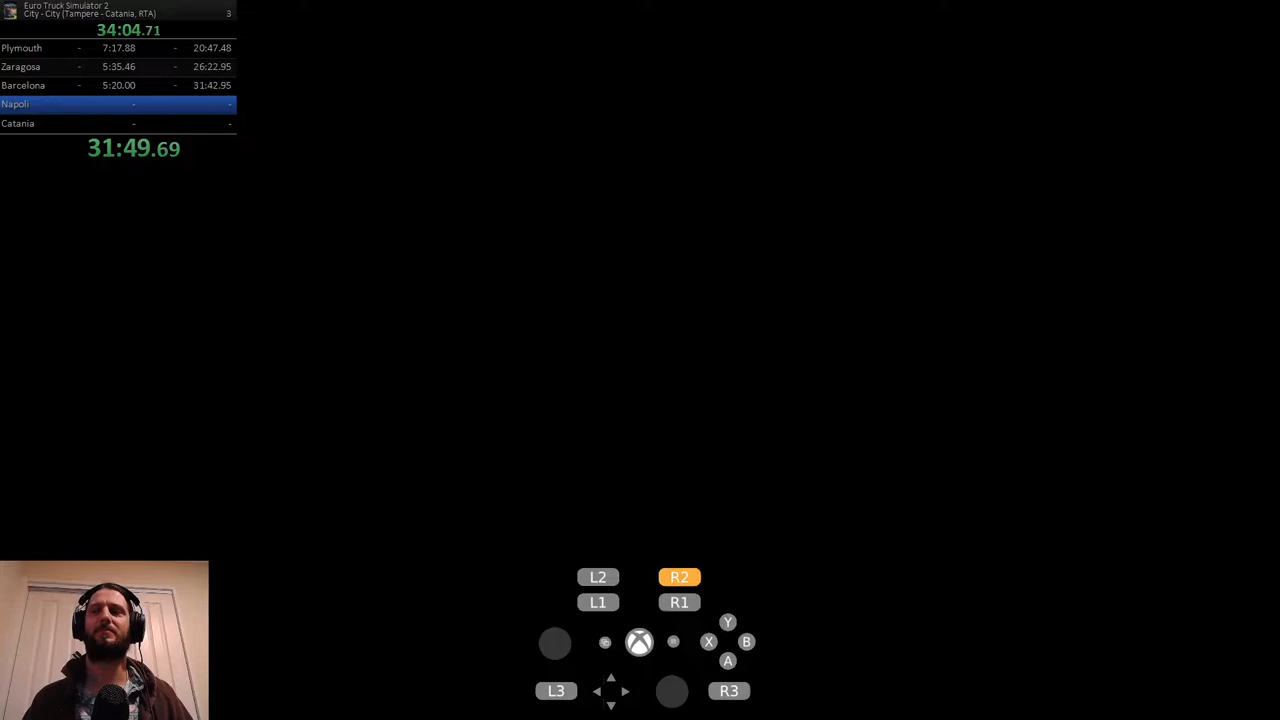 Euro Truck Simulator 2
City - City (Tampere - Catania, RTA) 3
34:04.71
Plymouth - 7:17.88 - 20:47.48
Zaragosa - 5:35.46 - 26:22.95
Barcelona - 5:20.00 - 31:42.95
Napoli - -
Catania - -
31:49.69
L2 R2
L1 R1
Y
X B
A
L3 R3